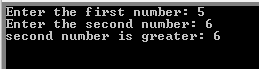 Enter the first number: 5
Enter the second number: 6
second number is greater: 6